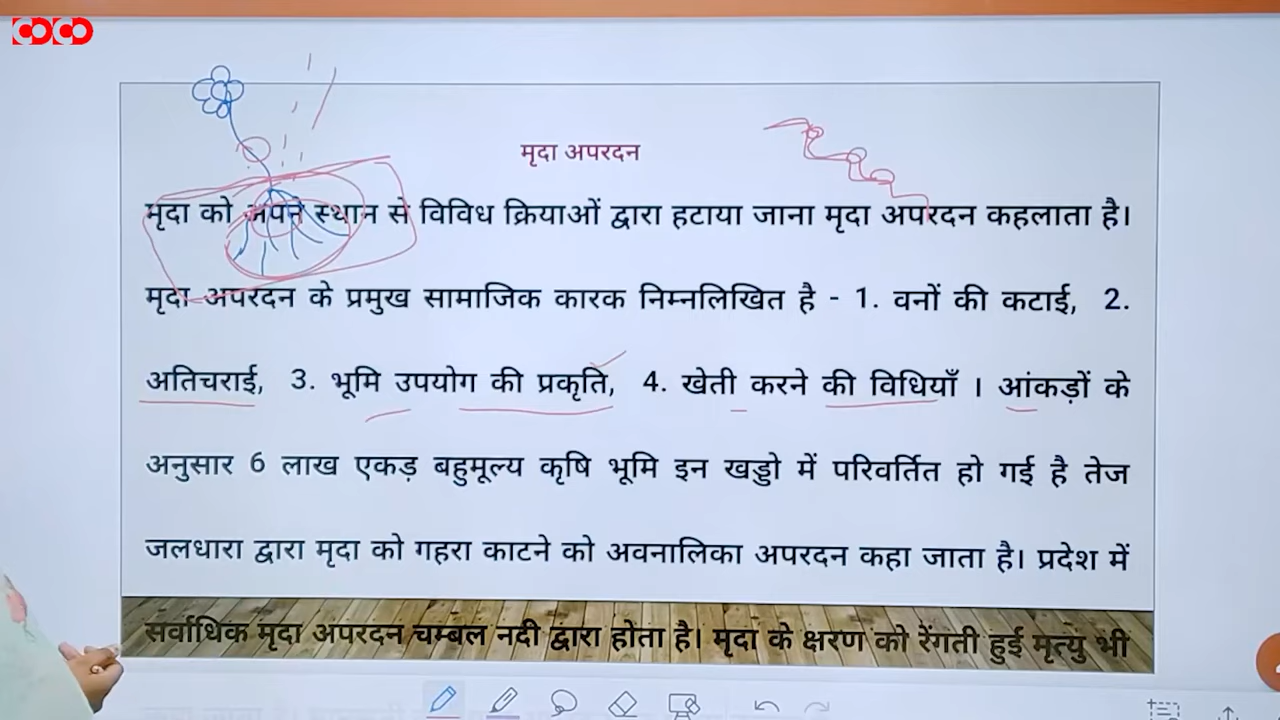 COCO
मृदा अपरदन
मृदा को अपने स्थान से विविध क्रियाओं द्वारा हटाया जाना मृदा अपरदन कहलाता है।
मृदा अपरदन के प्रमुख सामाजिक कारक निम्नलिखित है - 1. वनों की कटाई, 2.
अतिचराई, 3. भूमि उपयोग की प्रकृति, 4. खेती करने की विधियाँ । आंकड़ों के
अनुसार 6 लाख एकड़ बहुमूल्य कृषि भूमि इन खड्डो में परिवर्तित हो गई है तेज
जलधारा द्वारा मृदा को गहरा काटने को अवनालिका अपरदन कहा जाता है। प्रदेश में
सर्वाधिक मृदा अपरदन चम्बल नदी द्वारा होता है। मृदा के क्षरण को रेंगती हुई मृत्यु भी